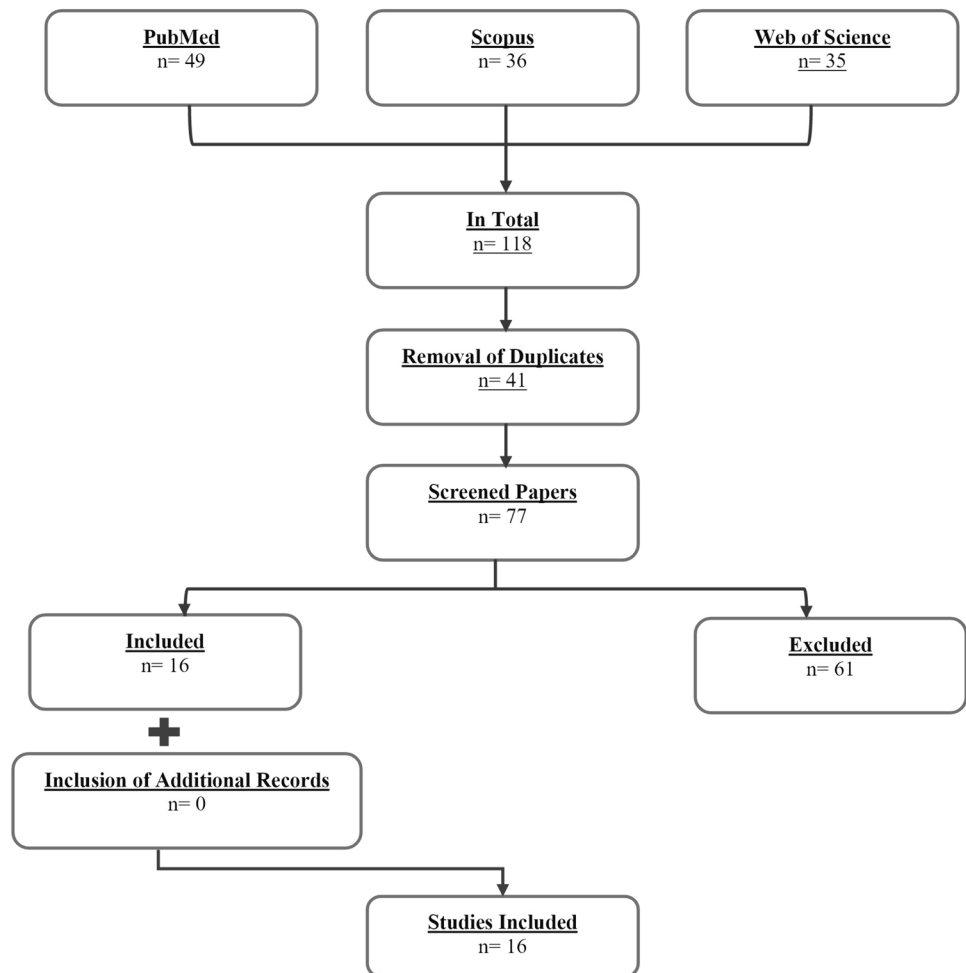 PubMed
n= 49
Scopus
n= 36
Web of Science
n= 35
In Total
n= 118
Removal of Duplicates
n= 41
Screened Papers
n= 77
Included
n= 16
Excluded
n= 61
Inclusion of Additional Records
n= 0
Studies Included
n= 16